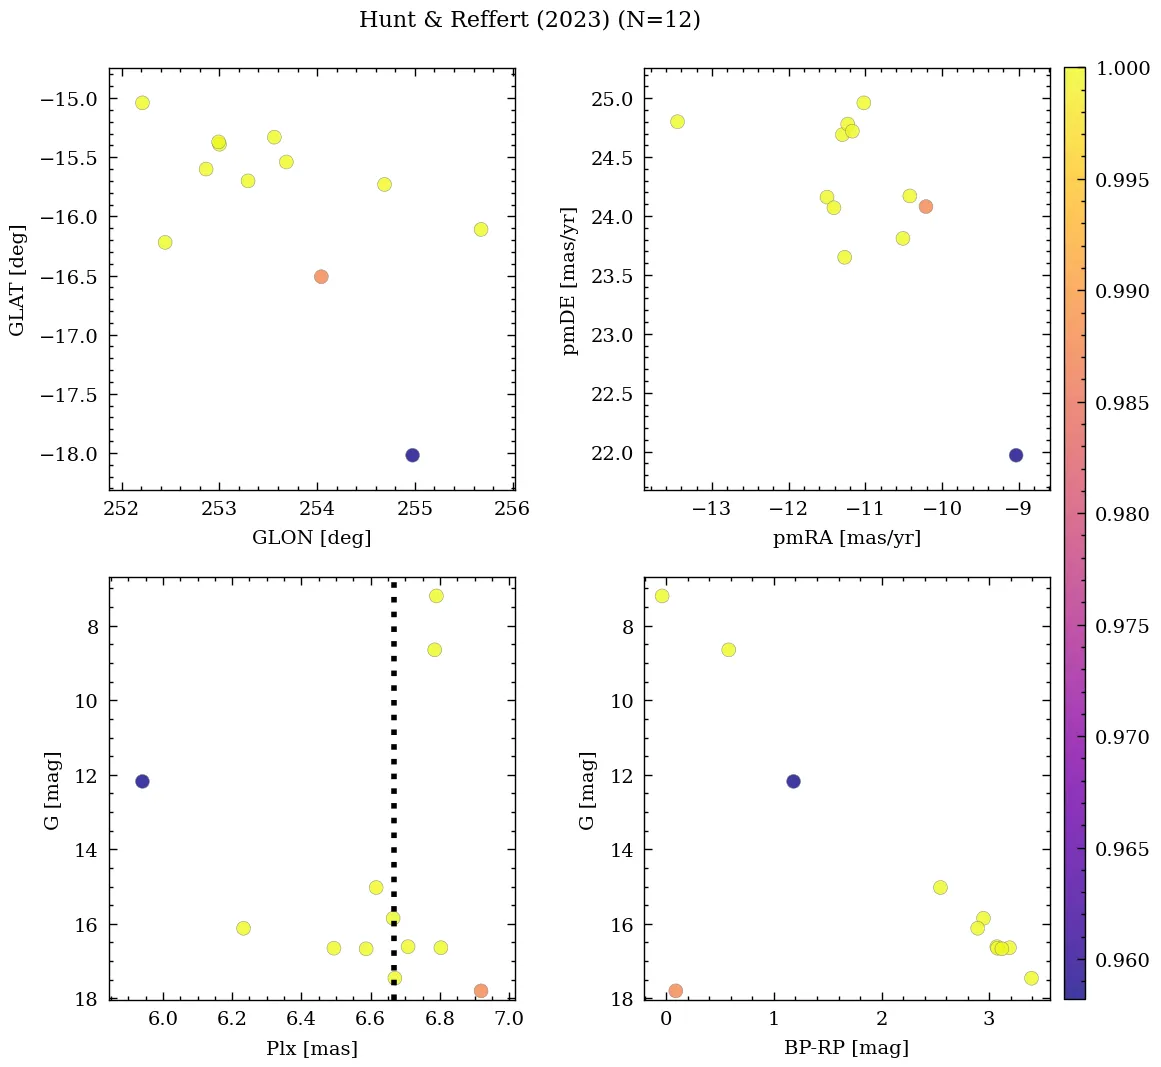 Hunt & Reffert (2023) (N=12)
−15.0
−15.5
−16.0
−16.5
−17.0
−17.5
−18.0
GLAT [deg]
252 253 254 255 256
GLON [deg]
25.0
24.5
24.0
23.5
23.0
22.5
22.0
pmDE [mas/yr]
−13 −12 −11 −10 −9
pmRA [mas/yr]
8
10
12
14
16
18
G [mag]
6.0 6.2 6.4 6.6 6.8 7.0
Plx [mas]
8
10
12
14
16
18
G [mag]
0 1 2 3
BP-RP [mag]
1.000
0.995
0.990
0.985
0.980
0.975
0.970
0.965
0.960